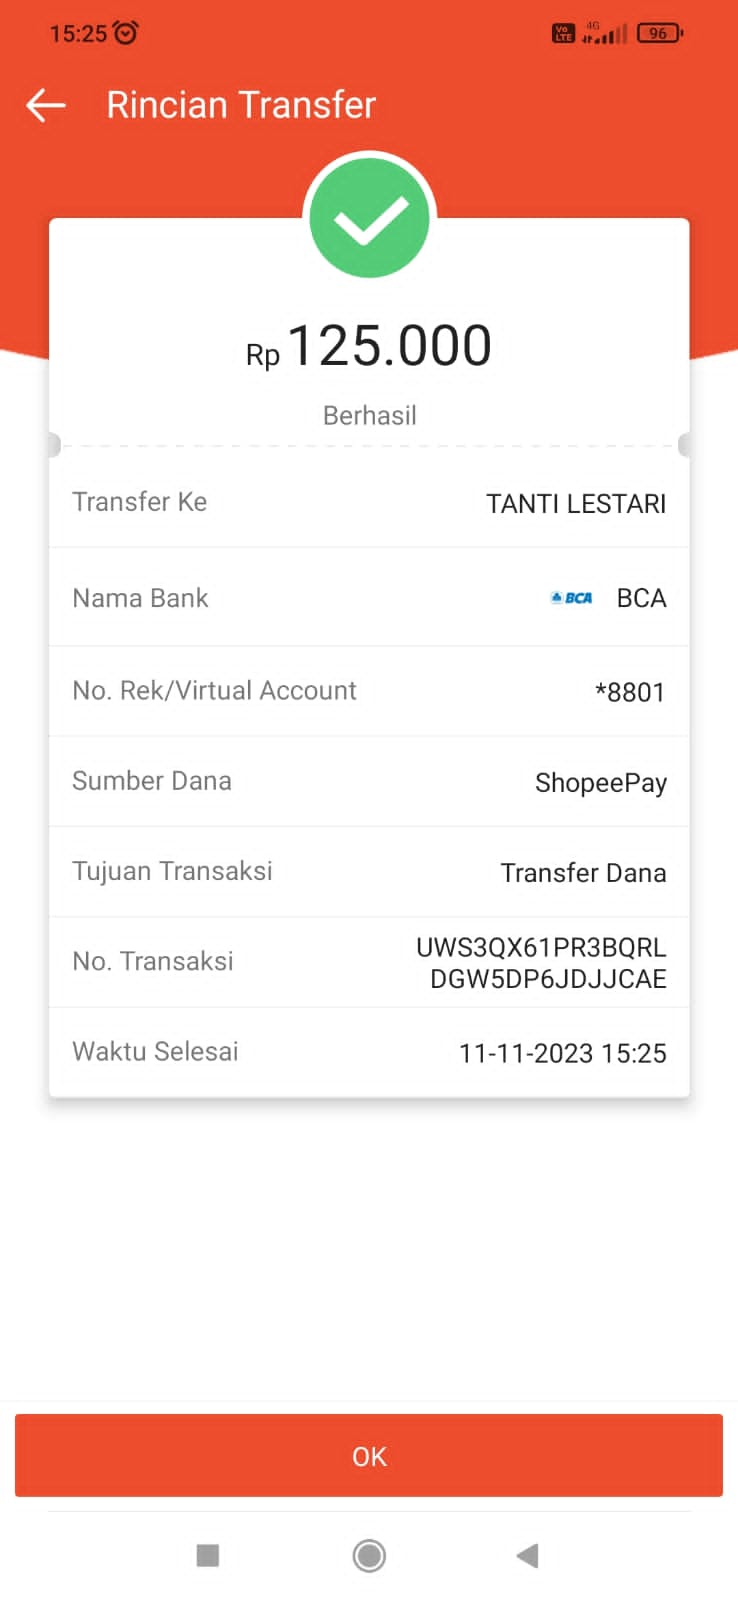 15:25
Vo LTE 4G 96
Rincian Transfer
Rp 125.000
Berhasil
Transfer Ke TANTI LESTARI
Nama Bank BCA BCA
No. Rek/Virtual Account *8801
Sumber Dana ShopeePay
Tujuan Transaksi Transfer Dana
No. Transaksi UWS3QX61PR3BQRL
DGW5DP6JDJJCAE
Waktu Selesai 11-11-2023 15:25
OK